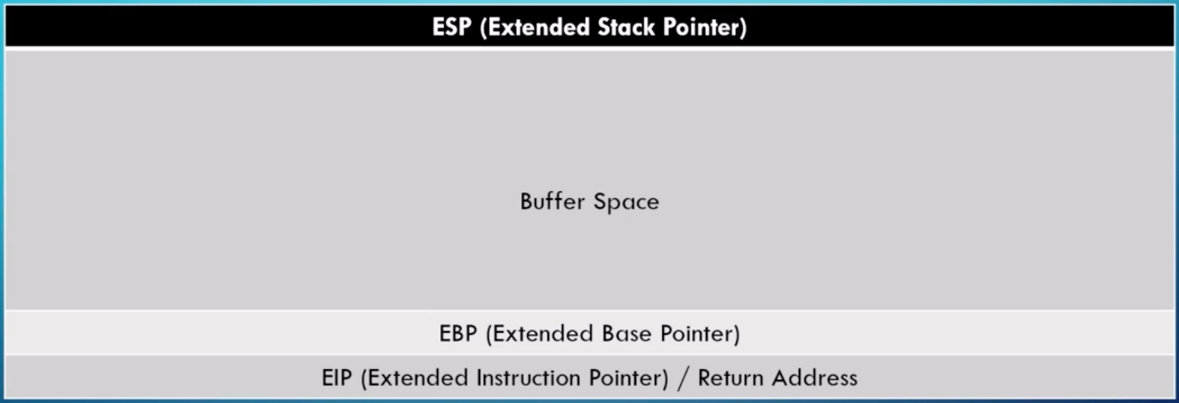 ESP (Extended Stack Pointer)
Buffer Space
EBP (Extended Base Pointer)
EIP (Extended Instruction Pointer) / Return Address